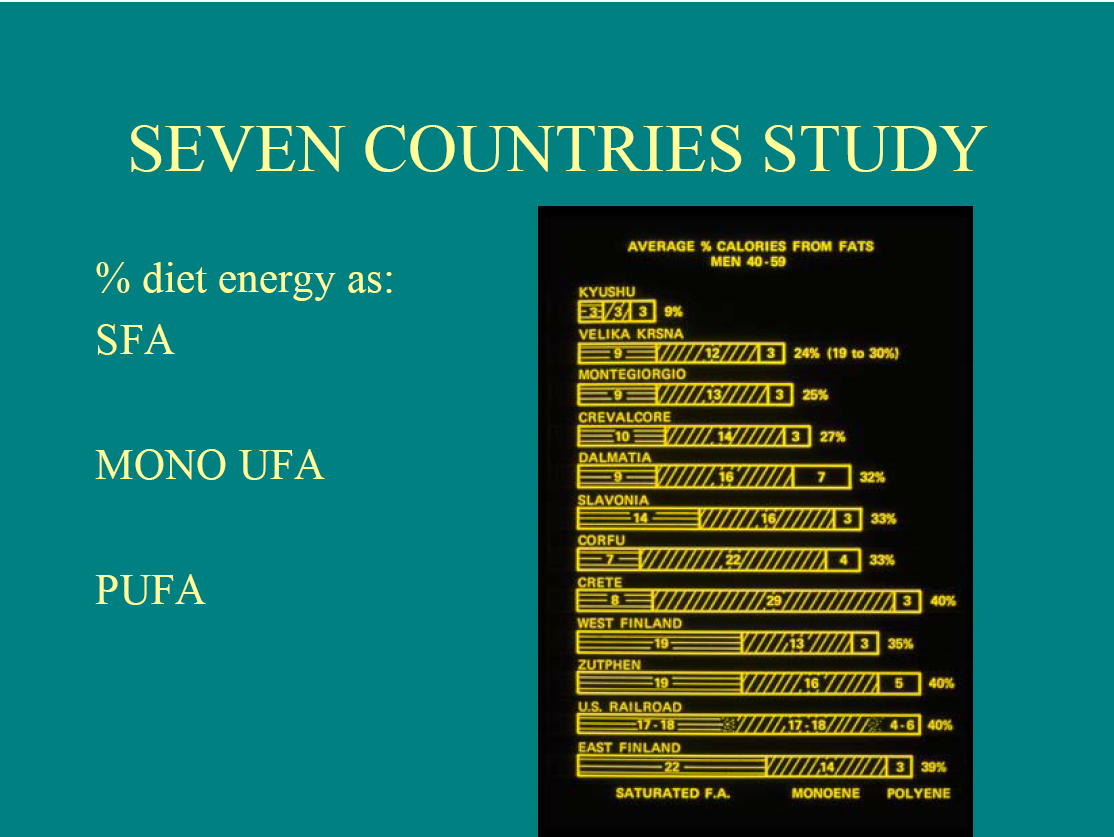 SEVEN COUNTRIES STUDY
% diet energy as:
SFA
MONO UFA
PUFA
AVERAGE % CALORIES FROM FATS
MEN 40-59
KYUSHU
3 3 3 9%
VELIKA KRSNA
9 12 3 24% (19 to 30%)
MONTEGIORGIO
9 13 3 25%
CREVALCORE
10 14 3 27%
DALMATIA
9 16 7 32%
SLAVONIA
14 16 3 33%
CORFU
7 22 4 33%
CRETE
8 29 3 40%
WEST FINLAND
19 13 3 35%
ZUTPHEN
19 16 5 40%
U.S. RAILROAD
17-18 17-18 4-6 40%
EAST FINLAND
22 14 3 39%
SATURATED F.A. MONOENE POLYENE